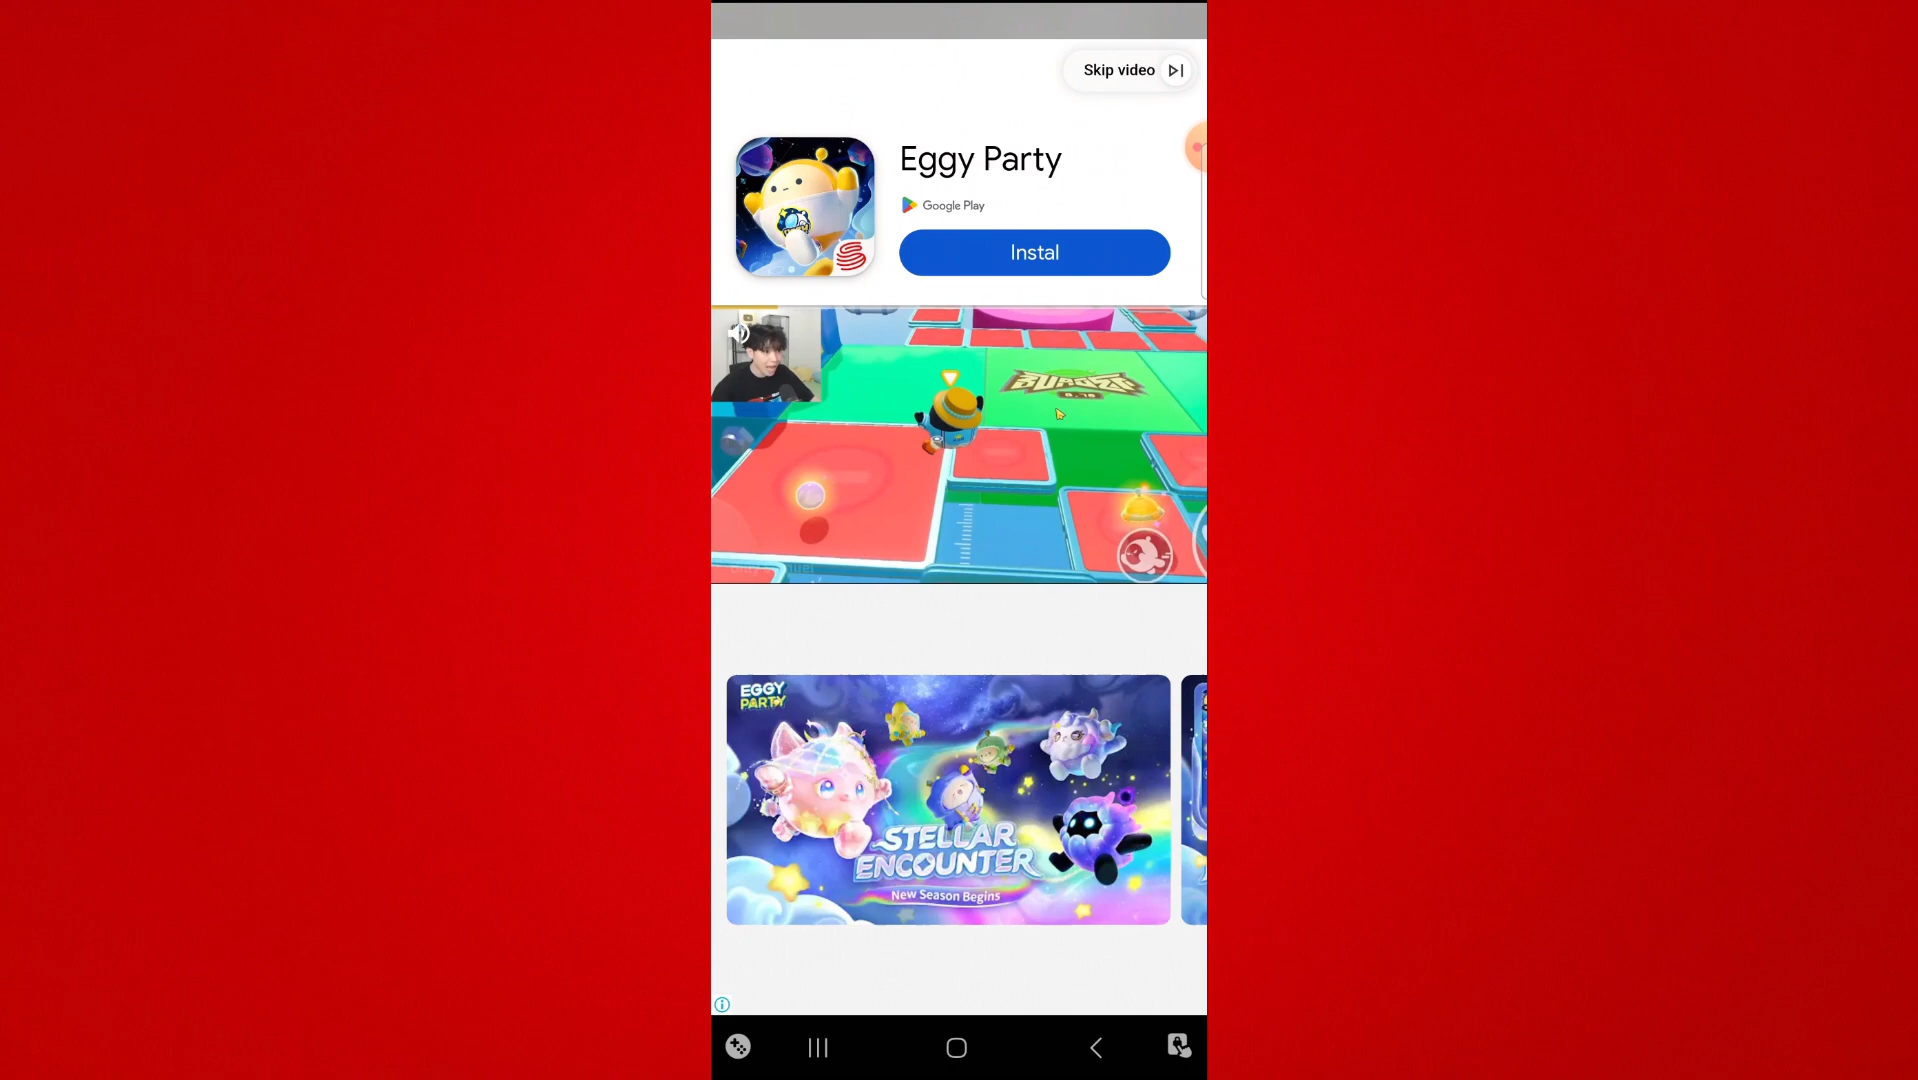 Skip video
Eggy Party
Google Play
Instal
EGGY
PARTY
STELLAR
ENCOUNTER
New Season Begins